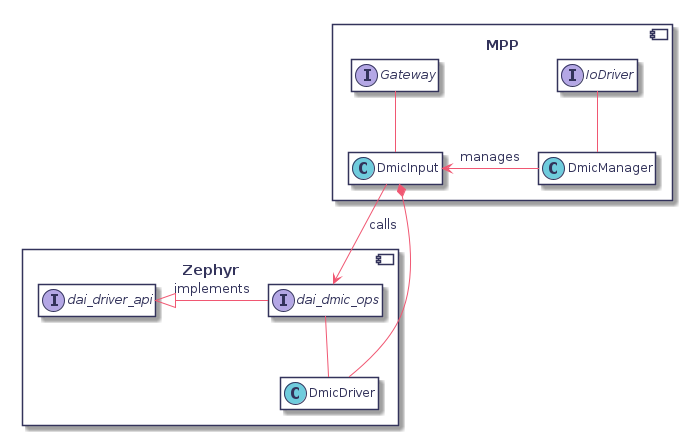 MPP
I Gateway
I IoDriver
C DmicInput
manages
C DmicManager
calls
Zephyr
I dai_driver_api
implements
I dai_dmic_ops
C DmicDriver